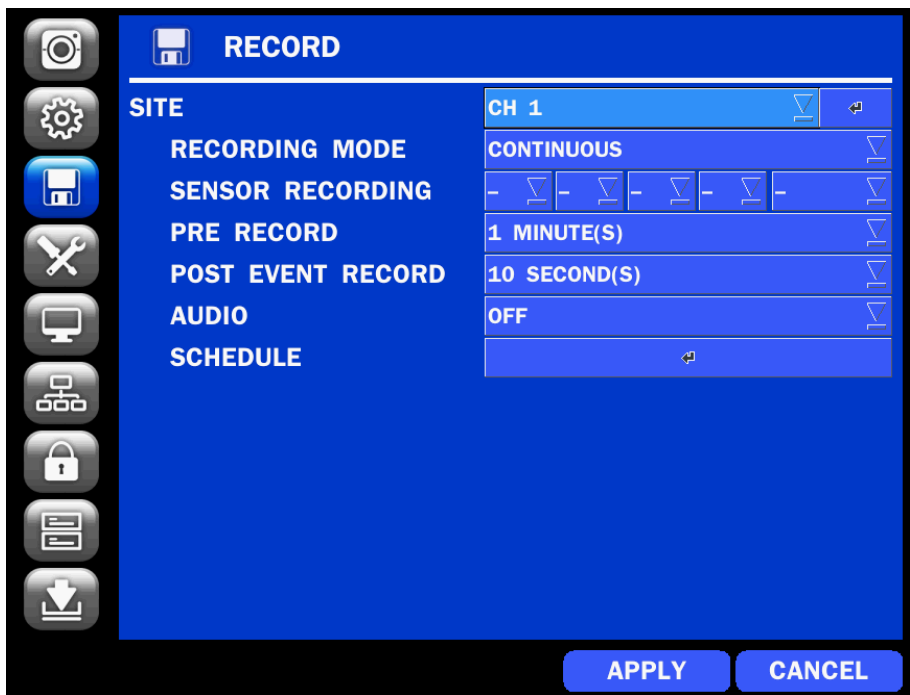 RECORD
SITE CH 1
RECORDING MODE CONTINUOUS
SENSOR RECORDING - - - - -
PRE RECORD 1 MINUTE(S)
POST EVENT RECORD 10 SECOND(S)
AUDIO OFF
SCHEDULE
APPLY CANCEL